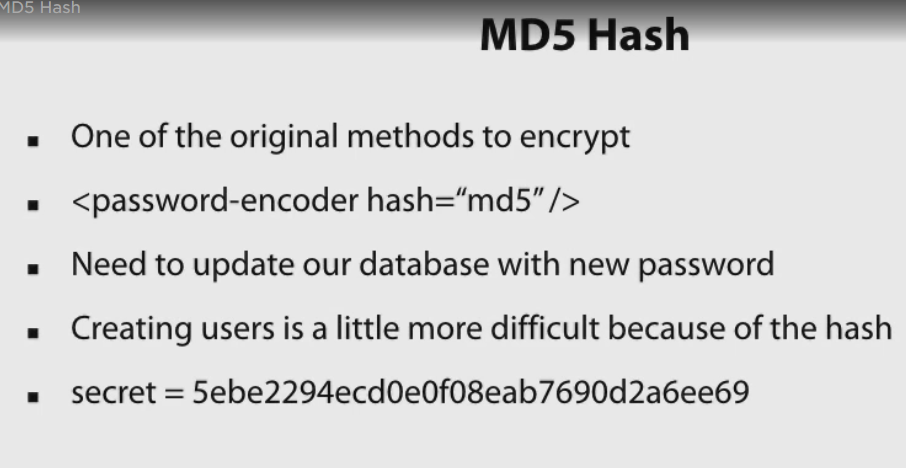 MD5 Hash
MD5 Hash
▪ One of the original methods to encrypt
▪ <password-encoder hash=“md5” />
▪ Need to update our database with new password
▪ Creating users is a little more difficult because of the hash
▪ secret = 5ebe2294ecd0e0f08eab7690d2a6ee69